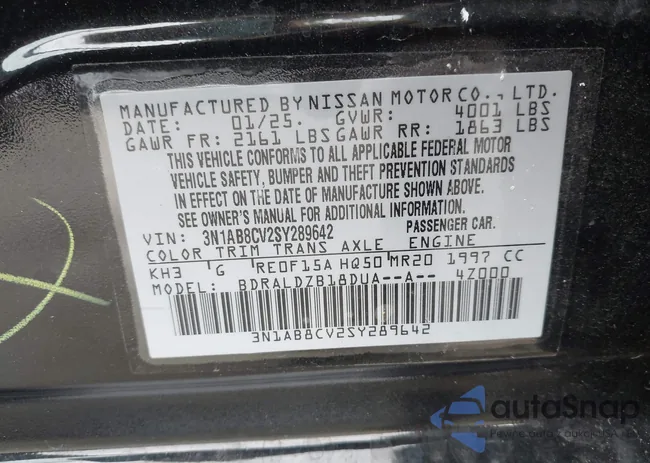 MANUFACTURED BY NISSAN MOTOR CO., LTD.
DATE: 01/25. GVWR: 4001 LBS
GAWR FR: 2161 LBS GAWR RR: 1863 LBS
THIS VEHICLE CONFORMS TO ALL APPLICABLE FEDERAL MOTOR
VEHICLE SAFETY, BUMPER, AND THEFT PREVENTION STANDARDS
IN EFFECT ON THE DATE OF MANUFACTURE SHOWN ABOVE.
SEE OWNER'S MANUAL FOR ADDITIONAL INFORMATION.
VIN: 3N1AB8CV2SY289642 PASSENGER CAR.
COLOR TRIM TRANS AXLE ENGINE
KH3 G RE0F15A HQ50 MR20 1997 CC
MODEL: BDRALDZB18DUA--A-- 4Z000
3N1AB8CV2SY289642
autaSnap